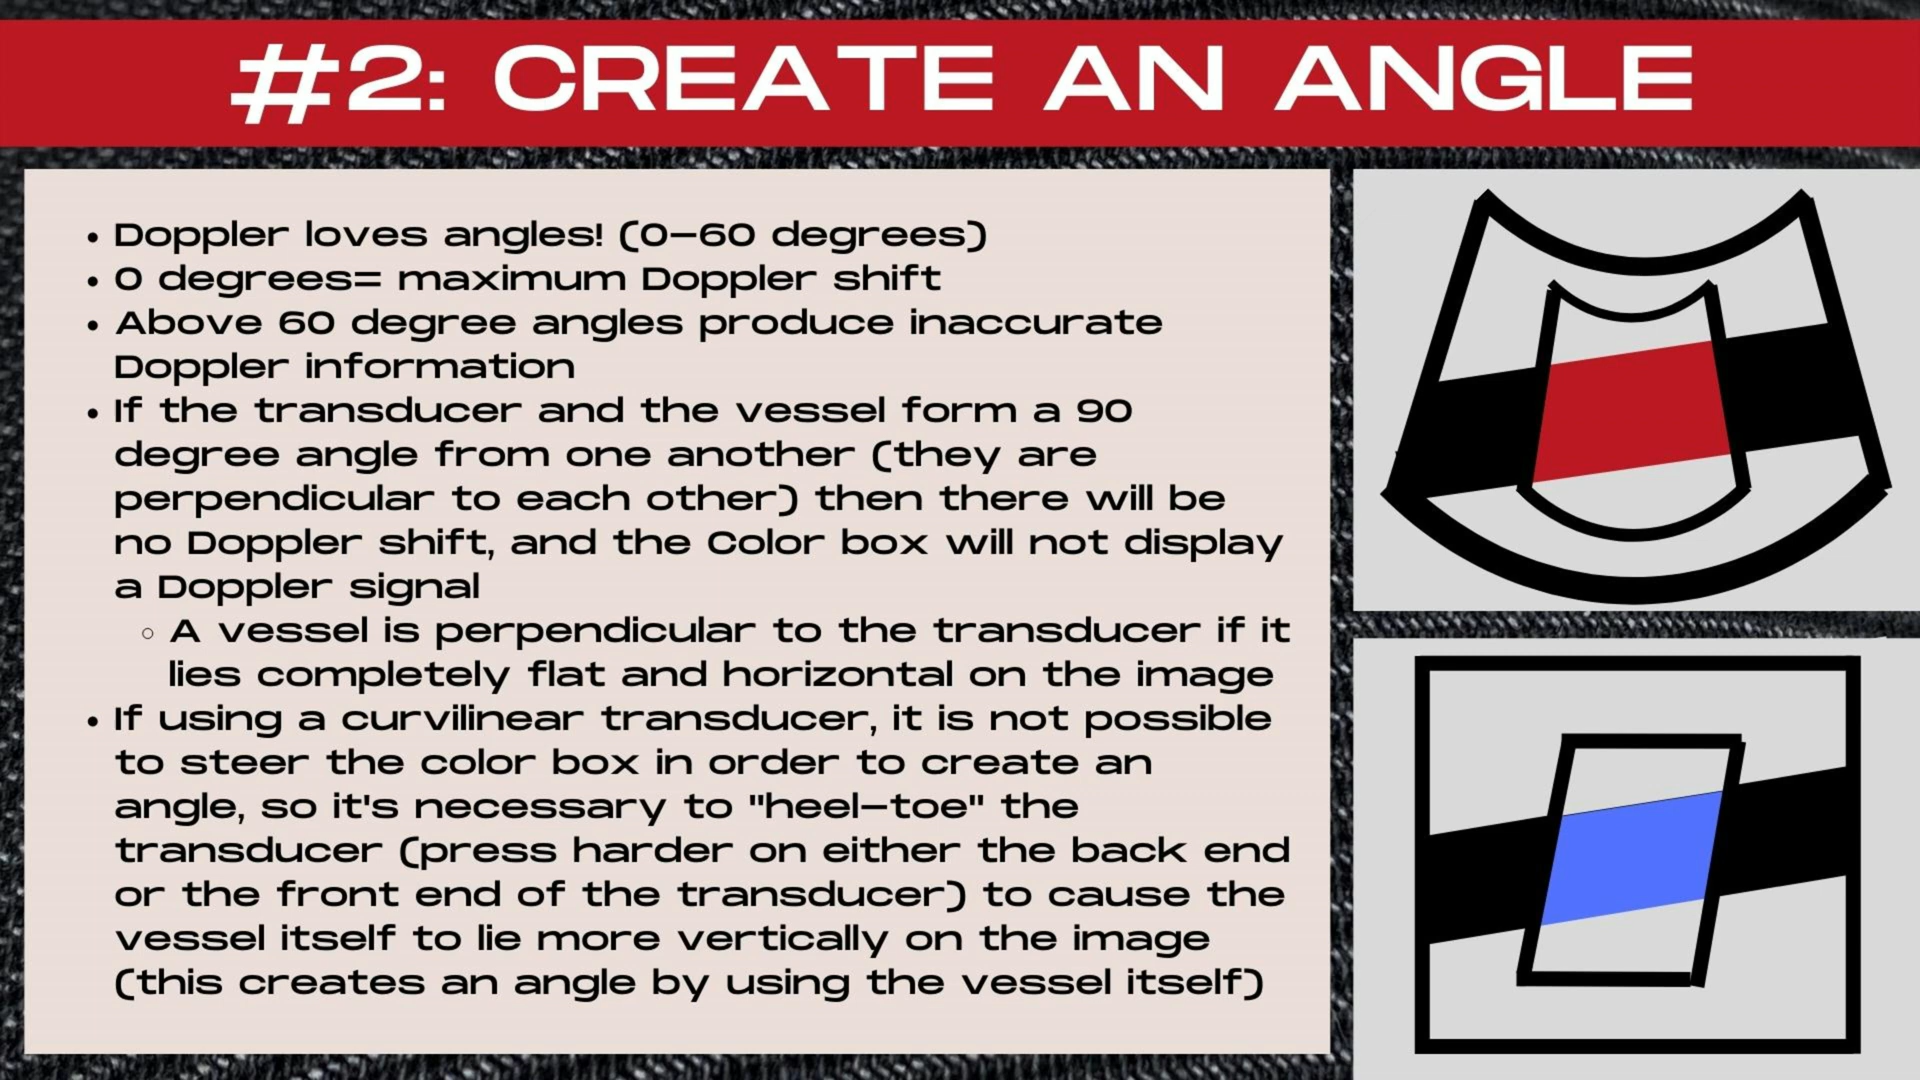 #2: CREATE AN ANGLE
• Doppler loves angles! (0-60 degrees)
• 0 degrees= maximum Doppler shift
• Above 60 degree angles produce inaccurate
Doppler information
• If the transducer and the vessel form a 90
degree angle from one another (they are
perpendicular to each other) then there will be
no Doppler shift, and the Color box will not display
a Doppler signal
◦ A vessel is perpendicular to the transducer if it
lies completely flat and horizontal on the image
• If using a curvilinear transducer, it is not possible
to steer the color box in order to create an
angle, so it's necessary to "heel-toe" the
transducer (press harder on either the back end
or the front end of the transducer) to cause the
vessel itself to lie more vertically on the image
(this creates an angle by using the vessel itself)